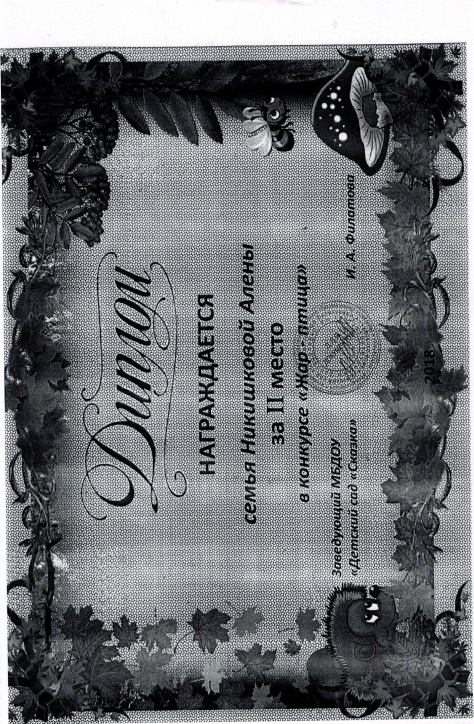 Диплом
НАГРАЖДАЕТСЯ
семья Никишковой Алены
за II место
в конкурсе «Жар - птица»
Заведующий МБДОУ
«Детский сад «Сказка» И. А. Филатова
2018